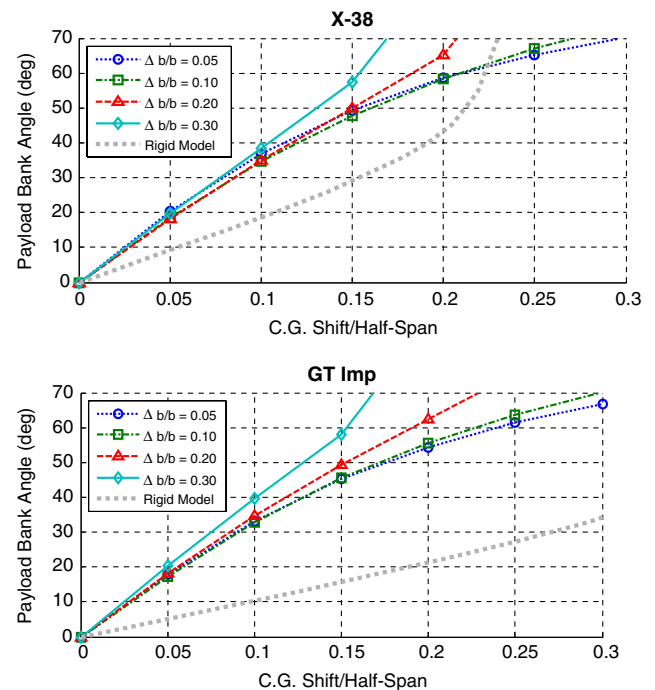 X-38
Payload Bank Angle (deg)
70
60
50
40
30
20
10
0
Δ b/b = 0.05
Δ b/b = 0.10
Δ b/b = 0.20
Δ b/b = 0.30
Rigid Model
0 0.05 0.1 0.15 0.2 0.25 0.3
C.G. Shift/Half-Span
GT Imp
Payload Bank Angle (deg)
70
60
50
40
30
20
10
0
Δ b/b = 0.05
Δ b/b = 0.10
Δ b/b = 0.20
Δ b/b = 0.30
Rigid Model
0 0.05 0.1 0.15 0.2 0.25 0.3
C.G. Shift/Half-Span